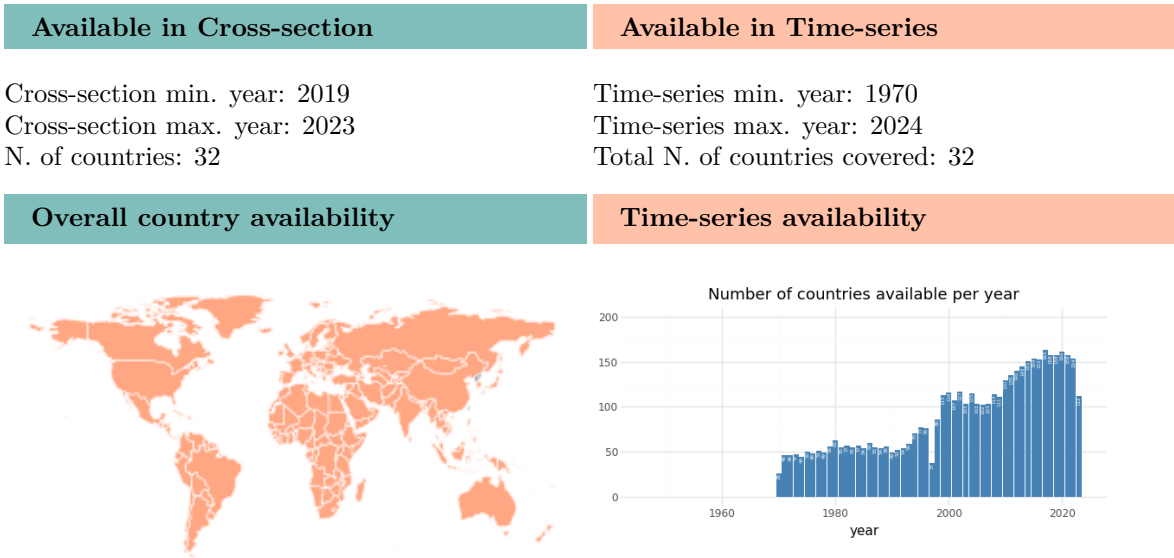 Available in Cross-section
Available in Time-series
Cross-section min. year: 2019
Cross-section max. year: 2023
N. of countries: 32
Time-series min. year: 1970
Time-series max. year: 2024
Total N. of countries covered: 32
Overall country availability
Time-series availability
Number of countries available per year
200
150
100
50
0
1960
1980
2000
2020
year